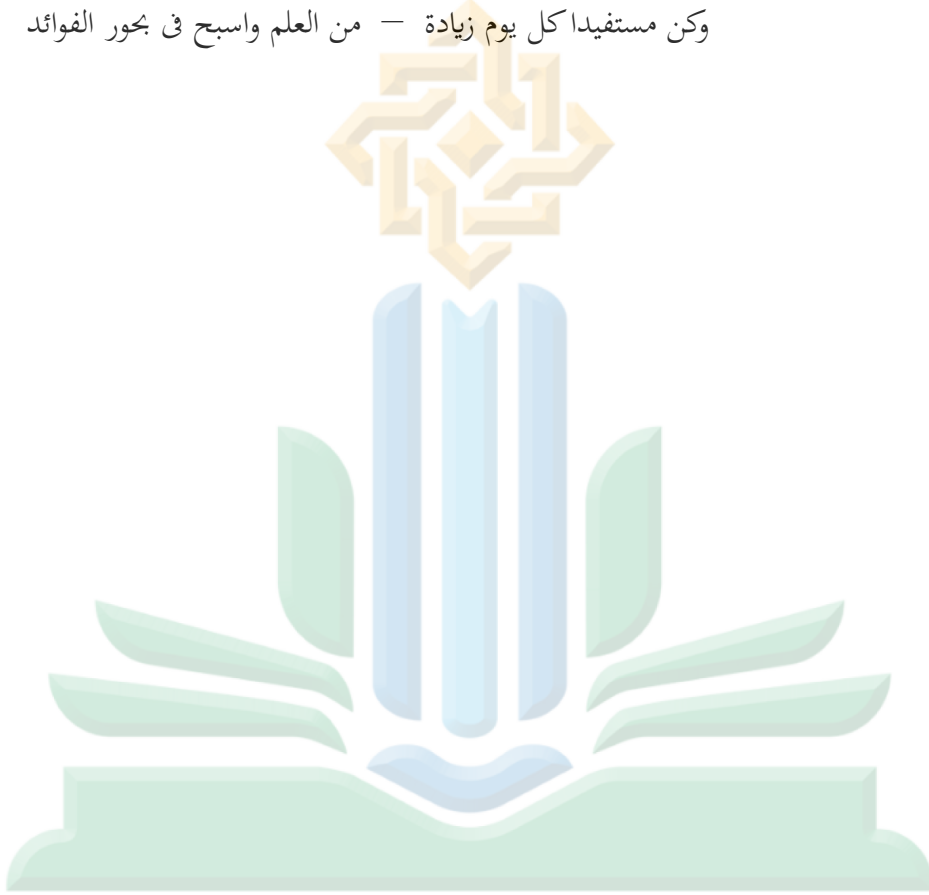 وكن مستفيدا كل يوم زيادة – من العلم واسبح فى بحور الفوائد